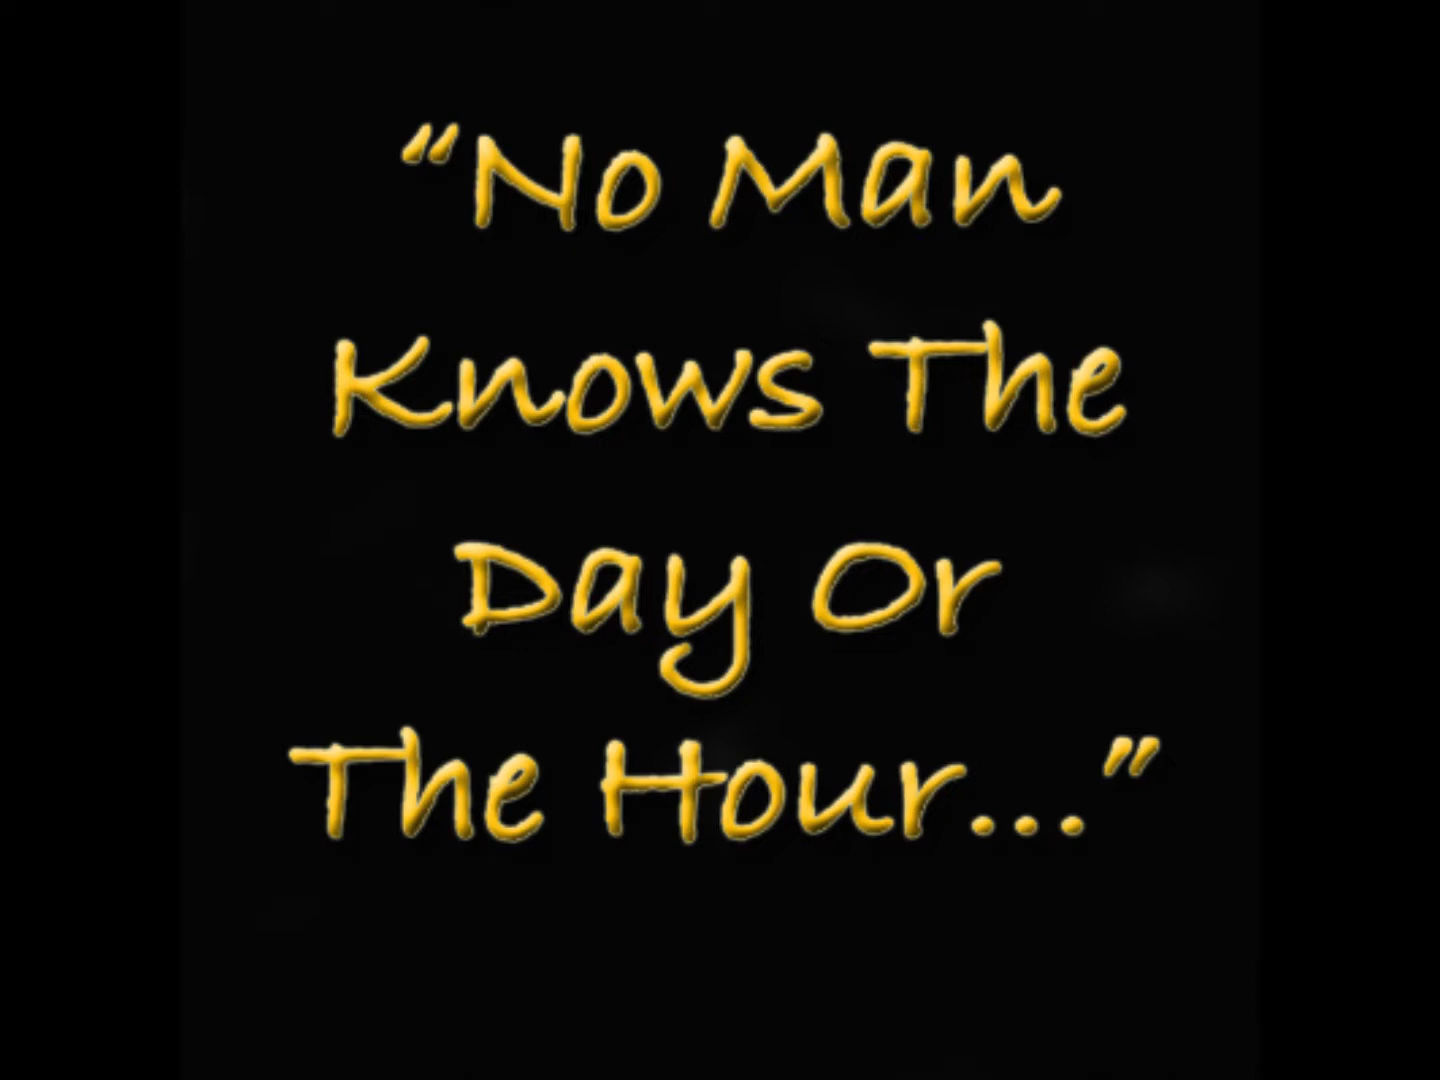 “No Man
Knows The
Day Or
The Hour...”